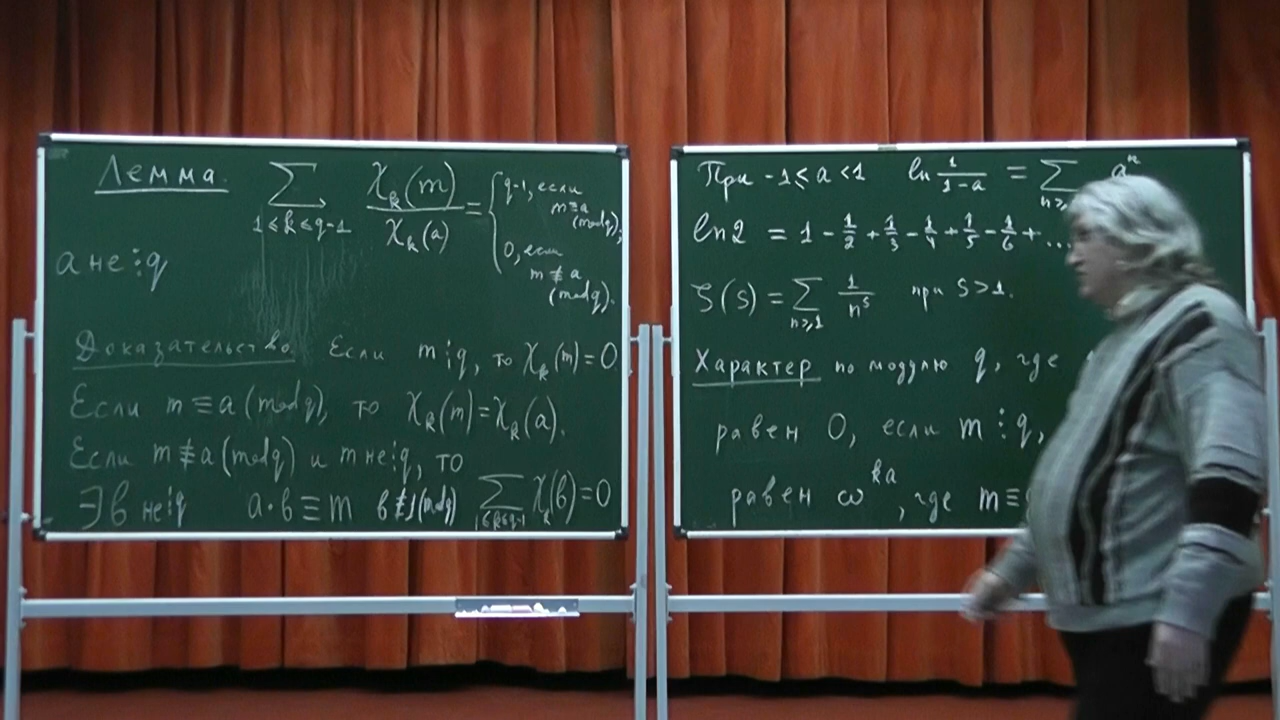 Лемма. ∑_{1≤k≤q-1} χ_k(m)/χ_k(a) = { q-1, если m≡a (mod q); 0, если m≢a (mod q).
a не ⋮ q
Доказательство. Если m⋮q, то χ_k(m)=0
Если m≡a(mod q), то χ_k(m)=χ_k(a).
Если m≢a(mod q) и m не⋮q, то
∃ в не⋮q a·в≡m в≢1(mod q) ∑_{1≤k≤q-1} χ_k(в)=0
При -1≤a<1 ln 1/(1-a) = ∑_{n≥ aⁿ
ln2 = 1 - 1/2 + 1/3 - 1/4 + 1/5 - 1/6 + ...
ζ(s) = ∑_{n≥1} 1/n^s при s>1.
Характер по модулю q, где
равен 0, если m⋮q,
равен ω^{ka}, где m≡